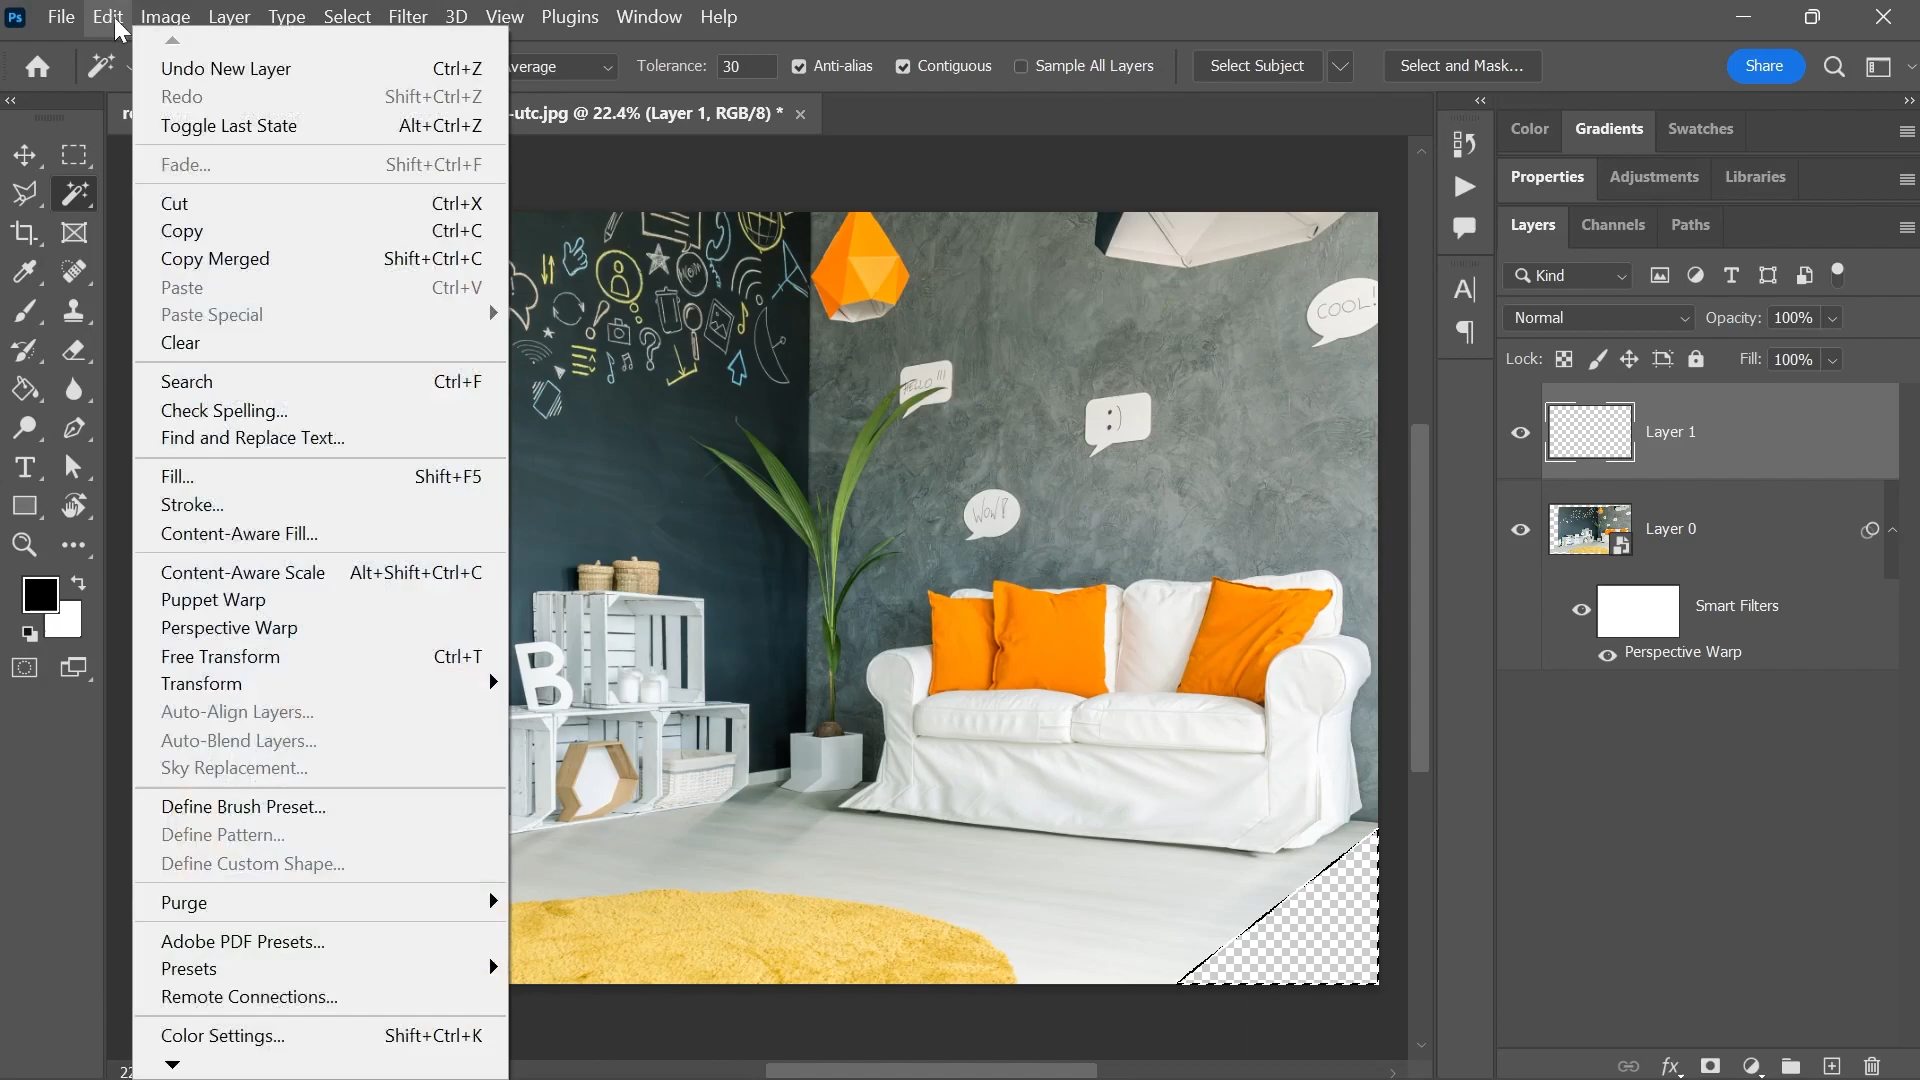 Ps File Edit Image Layer Type Select Filter 3D View Plugins Window Help
verage Tolerance: 30 Anti-alias Contiguous Sample All Layers Select Subject Select and Mask... Share
-utc.jpg @ 22.4% (Layer 1, RGB/8) *
Undo New Layer Ctrl+Z
Redo Shift+Ctrl+Z
Toggle Last State Alt+Ctrl+Z
Fade... Shift+Ctrl+F
Cut Ctrl+X
Copy Ctrl+C
Copy Merged Shift+Ctrl+C
Paste Ctrl+V
Paste Special
Clear
Search Ctrl+F
Check Spelling...
Find and Replace Text...
Fill... Shift+F5
Stroke...
Content-Aware Fill...
Content-Aware Scale Alt+Shift+Ctrl+C
Puppet Warp
Perspective Warp
Free Transform Ctrl+T
Transform
Auto-Align Layers...
Auto-Blend Layers...
Sky Replacement...
Define Brush Preset...
Define Pattern...
Define Custom Shape...
Purge
Adobe PDF Presets...
Presets
Remote Connections...
Color Settings... Shift+Ctrl+K
COOL!
HELLO!!!
WOW!
B
Color Gradients Swatches
Properties Adjustments Libraries
Layers Channels Paths
Kind
Normal Opacity: 100%
Lock: Fill: 100%
Layer 1
Layer 0
Smart Filters
Perspective Warp